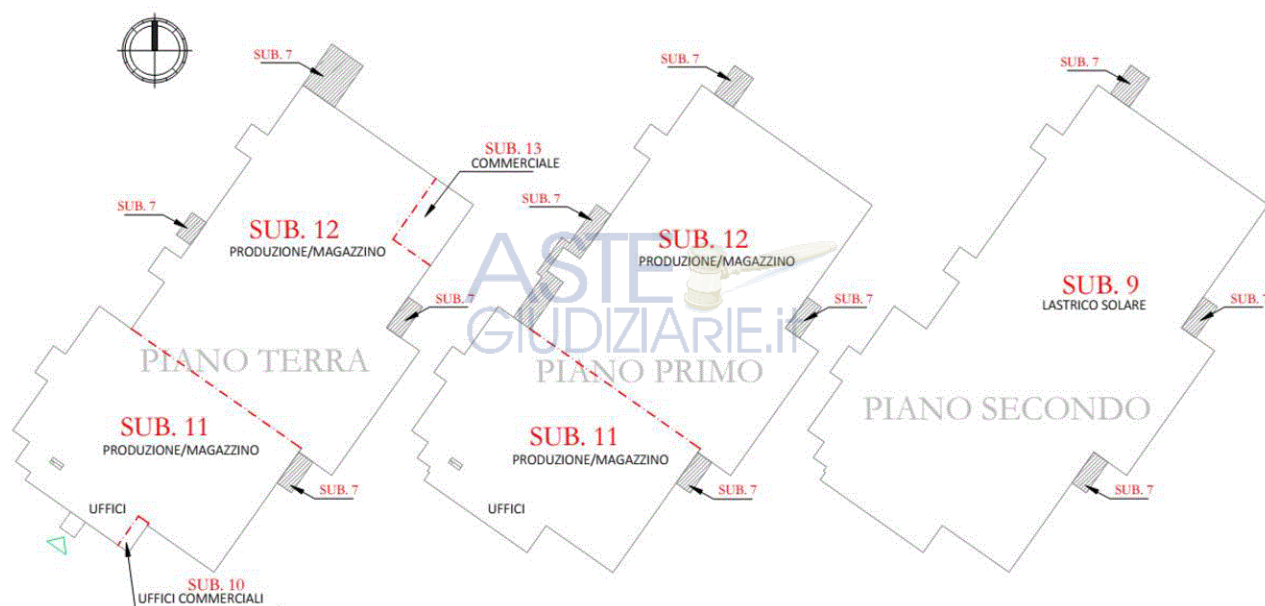 SUB. 7
SUB. 13
COMMERCIALE
SUB. 7
SUB. 12
PRODUZIONE/MAGAZZINO
SUB. 7
PIANO TERRA
SUB. 11
PRODUZIONE/MAGAZZINO
SUB. 7
UFFICI
SUB. 10
UFFICI COMMERCIALI
SUB. 7
SUB. 7
SUB. 12
PRODUZIONE/MAGAZZINO
SUB. 7
ASTE
GIUDIZIARIE.it
PIANO PRIMO
SUB. 11
PRODUZIONE/MAGAZZINO
SUB. 7
UFFICI
SUB. 7
SUB. 9
LASTRICO SOLARE
SUB. 7
PIANO SECONDO
SUB. 7